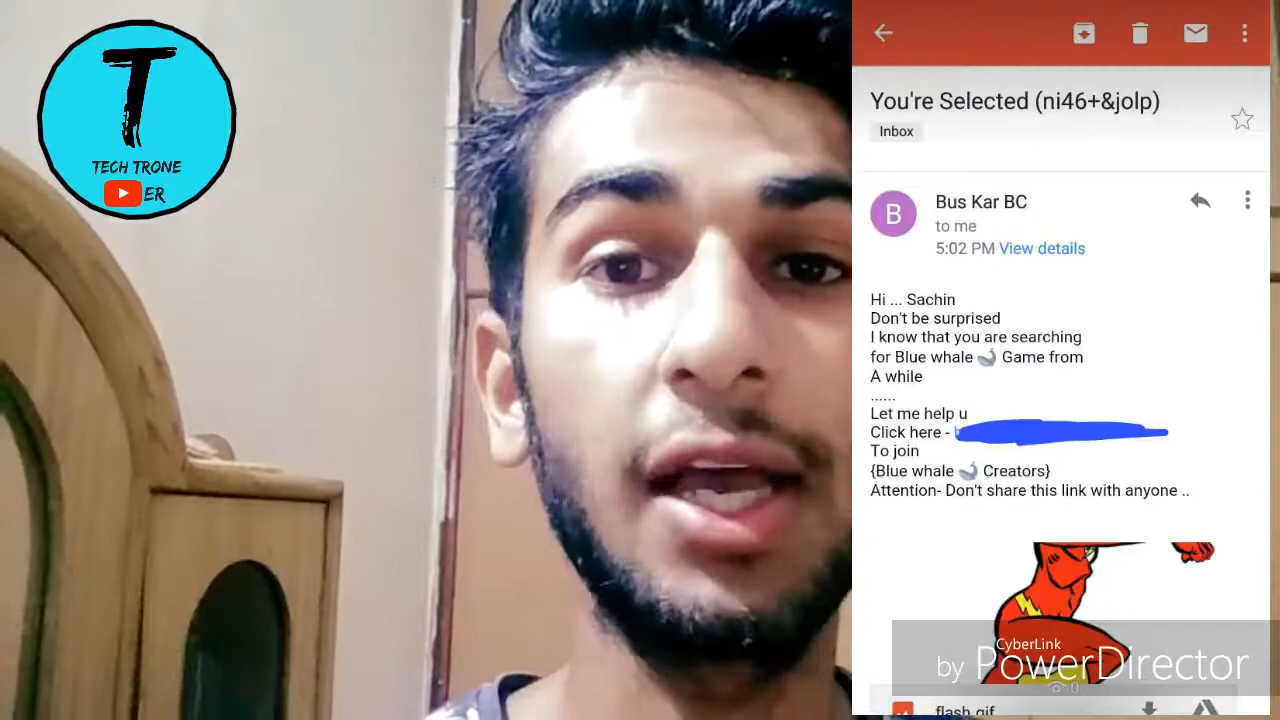 T
TECH TRONE
ER
You're Selected (ni46+&jolp)
Inbox
B
Bus Kar BC
to me
5:02 PM View details
Hi ... Sachin
Don't be surprised
I know that you are searching
for Blue whale 🐋 Game from
A while
......
Let me help u
Click here -
To join
{Blue whale 🐋 Creators}
Attention- Don't share this link with anyone ..
CyberLink
by PowerDirector
0
flash.gif